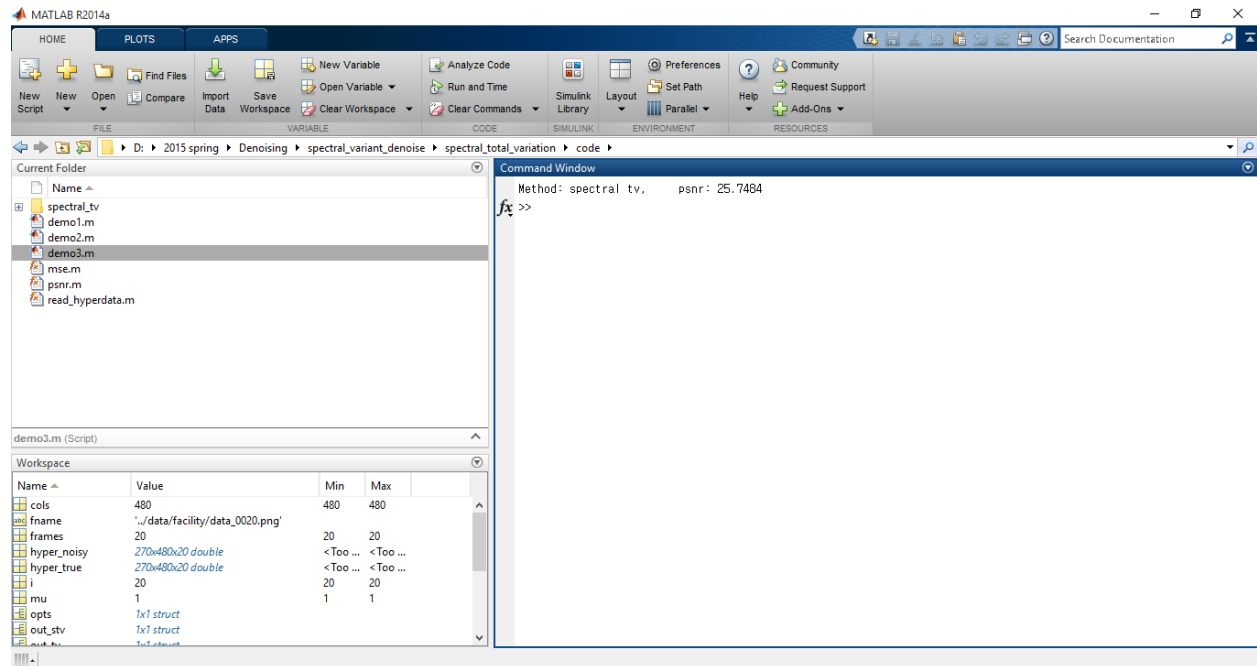 MATLAB R2014a
HOME PLOTS APPS
Search Documentation
New Script
New
Open
Find Files
Compare
Import Data
Save Workspace
New Variable
Open Variable
Clear Workspace
Analyze Code
Run and Time
Clear Commands
Simulink Library
Layout
Preferences
Set Path
Parallel
Help
Community
Request Support
Add-Ons
FILE VARIABLE CODE SIMULINK ENVIRONMENT RESOURCES
D: 2015 spring Denoising spectral_variant_denoise spectral_total_variation code
Current Folder
Name
spectral_tv
demo1.m
demo2.m
demo3.m
mse.m
psnr.m
read_hyperdata.m
demo3.m (Script)
Workspace
Name Value Min Max
cols 480 480 480
abc fname '../data/facility/data_0020.png'
frames 20 20 20
hyper_noisy 270x480x20 double <Too ... <Too ...
hyper_true 270x480x20 double <Too ... <Too ...
i 20 20 20
mu 1 1 1
opts 1x1 struct
out_stv 1x1 struct
out_tv 1x1 struct
Command Window
Method: spectral tv, psnr: 25.7484
fx >>